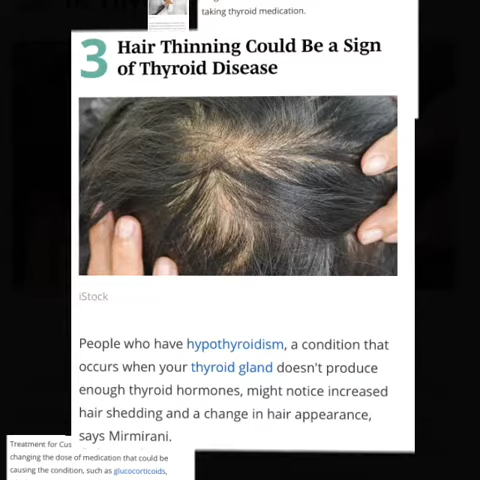 taking thyroid medication.
3 Hair Thinning Could Be a Sign
of Thyroid Disease
iStock
People who have hypothyroidism, a condition that
occurs when your thyroid gland doesn't produce
enough thyroid hormones, might notice increased
hair shedding and a change in hair appearance,
says Mirmirani.
Treatment for Cus
changing the dose of medication that could be
causing the condition, such as glucocorticoids,